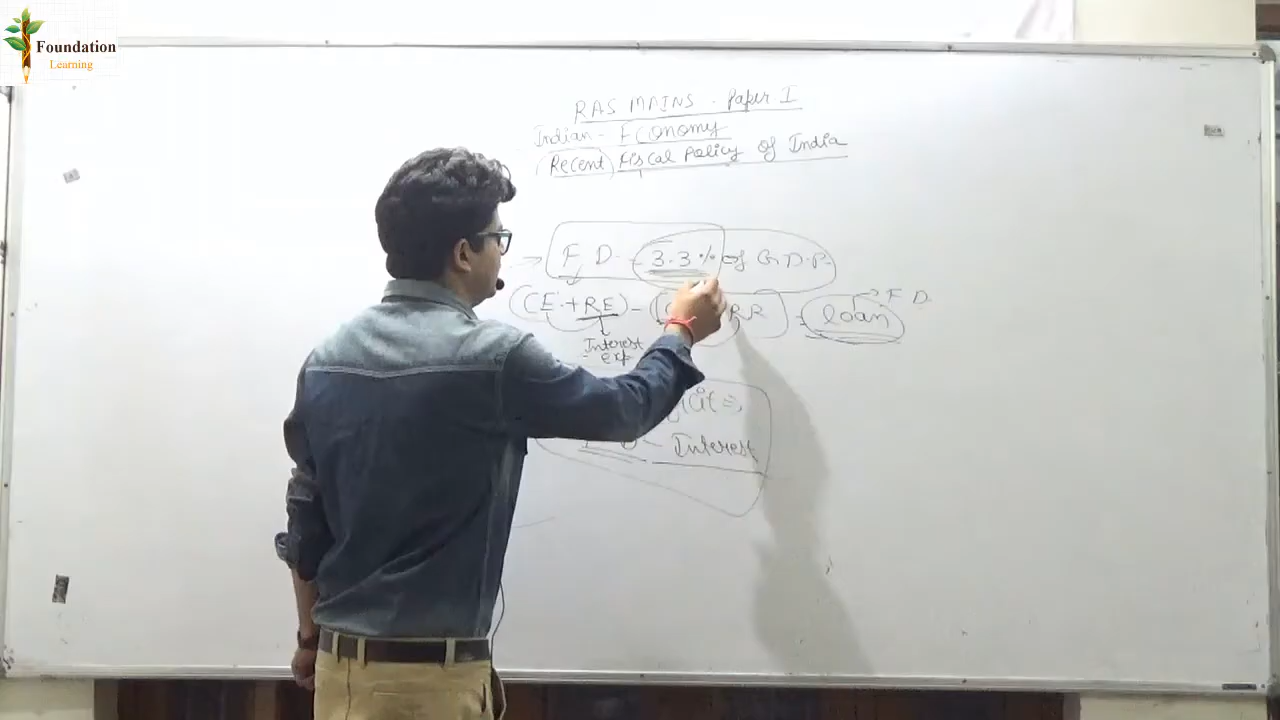 Foundation
Learning
RAS MAINS. Paper I
Indian - Economy
(Recent) Fiscal policy of India
→ F D. - 3.3 % of G.D.P.
(CE + RE) - ( RR = loan → F D.
Interest
exp
- Interest